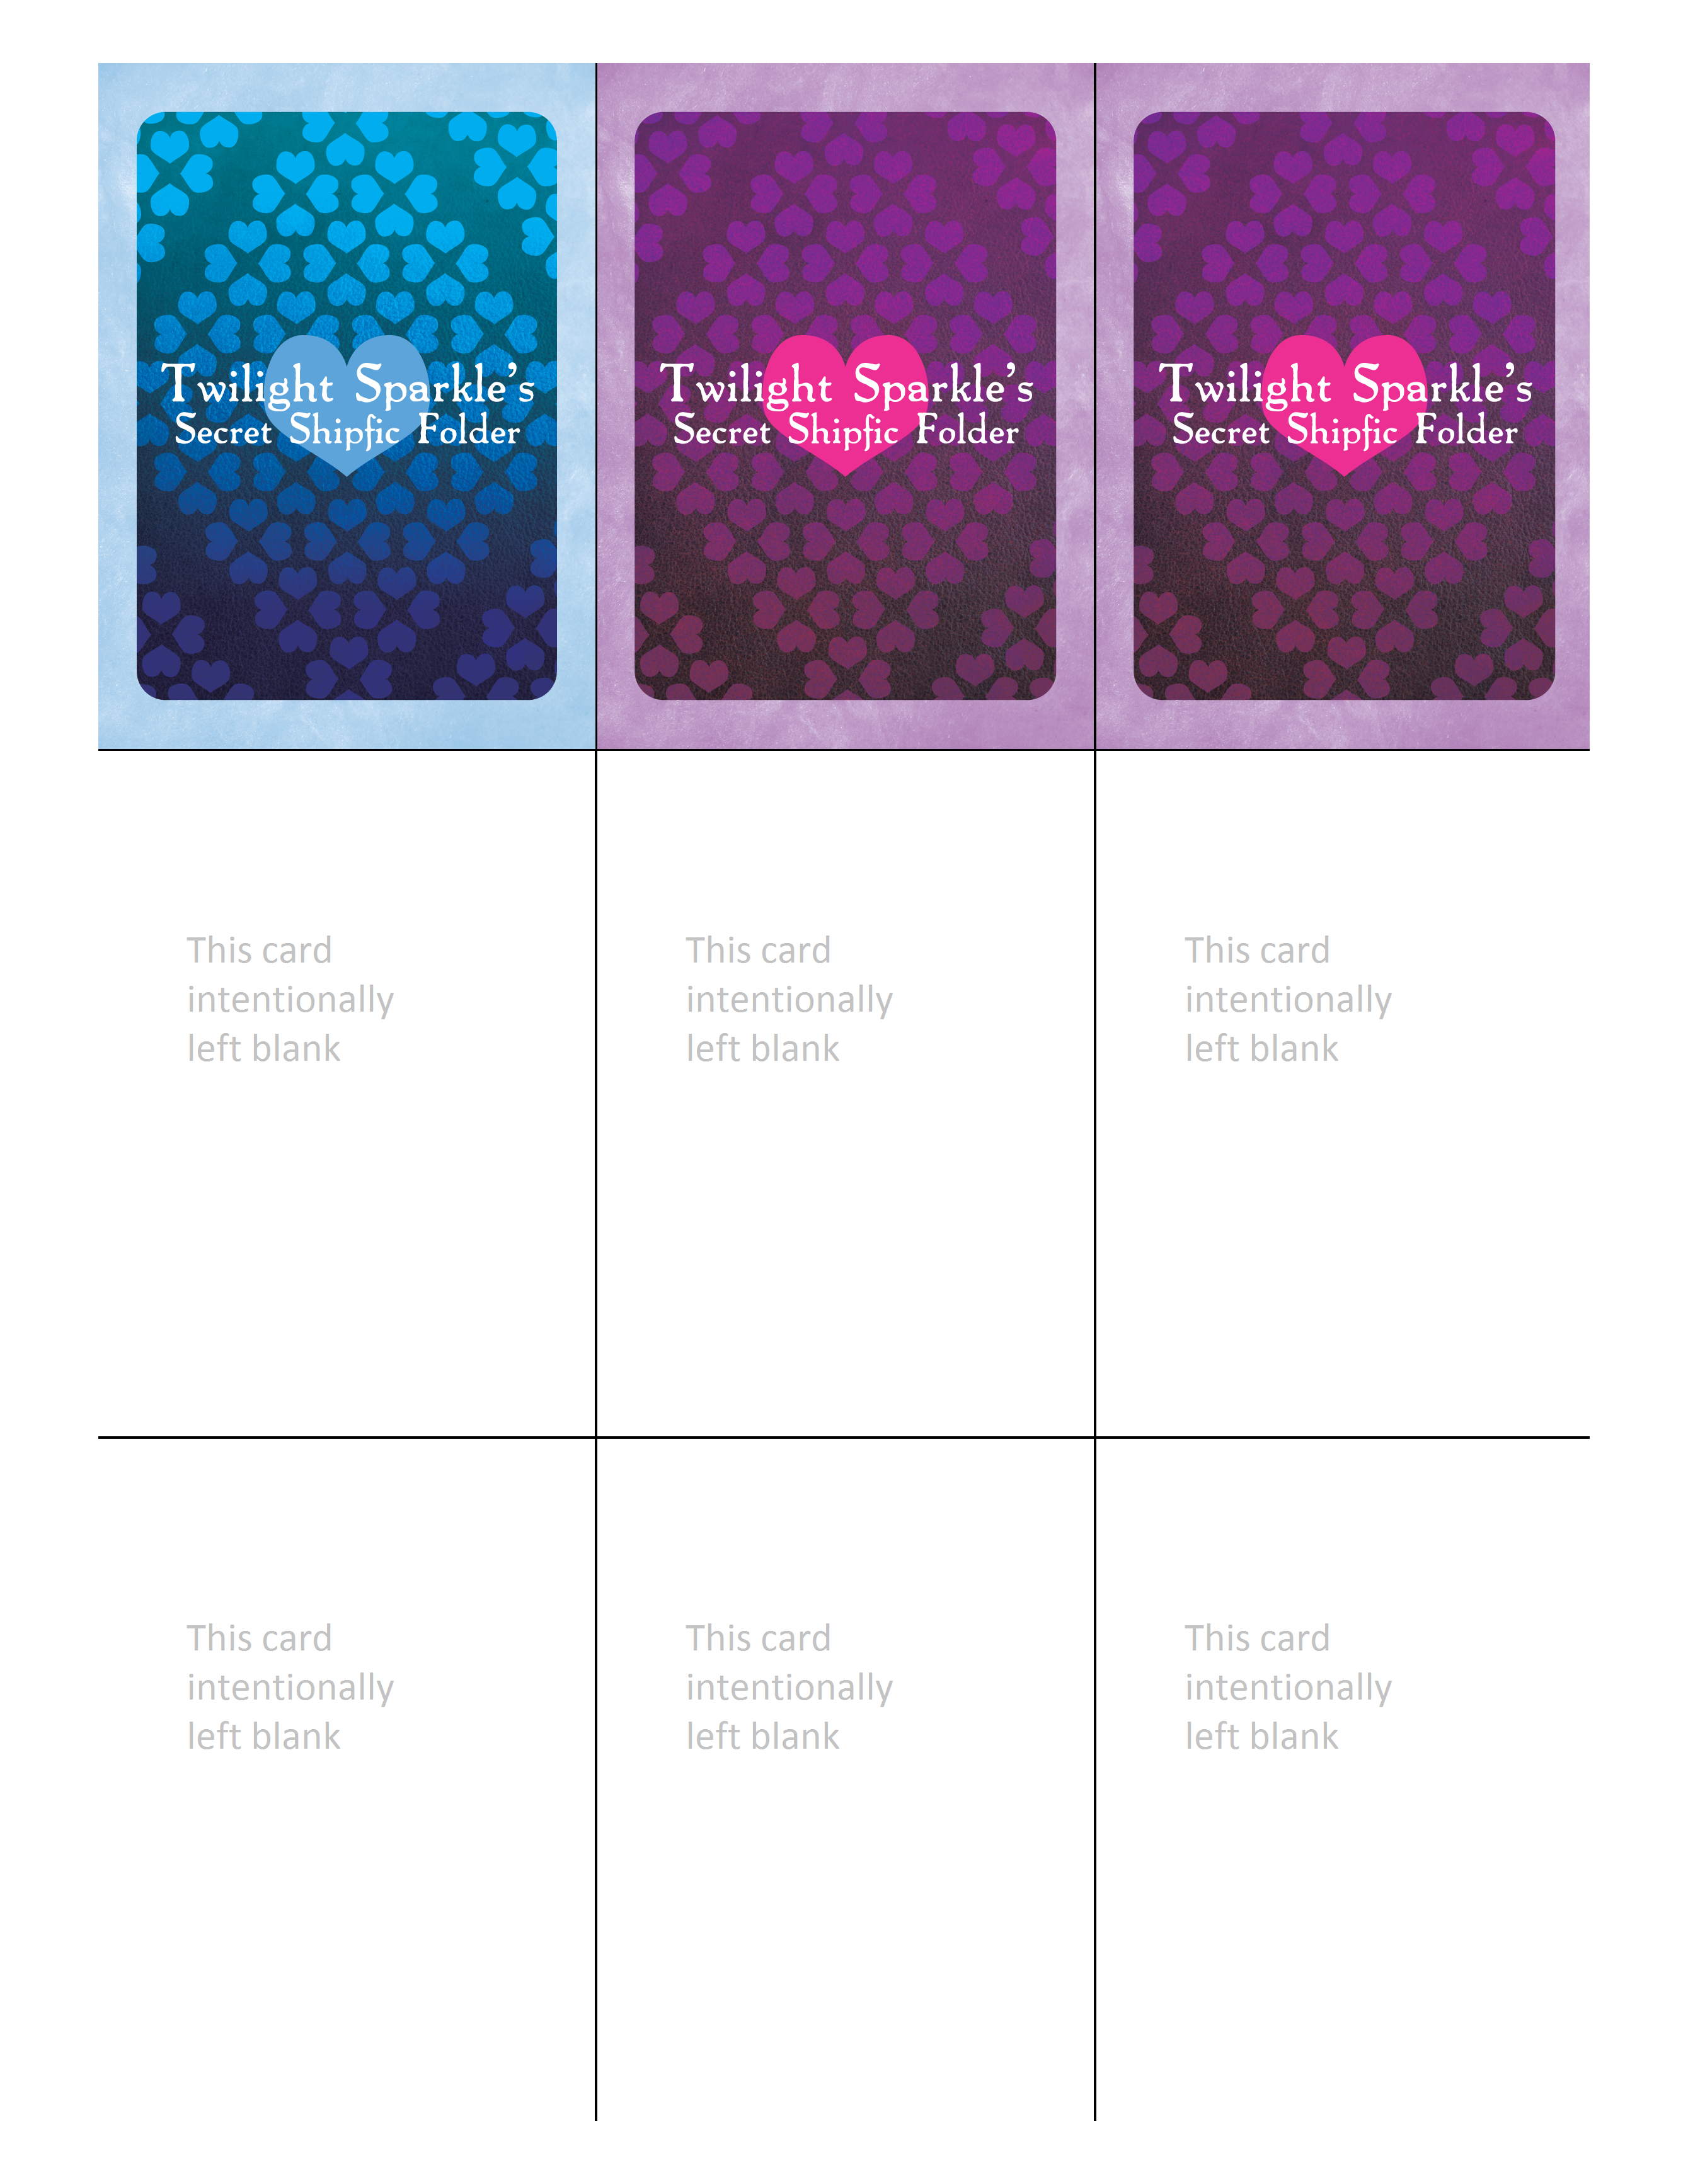 Twilight Sparkle’s
Secret Shipfic Folder
Twilight Sparkle’s
Secret Shipfic Folder
Twilight Sparkle’s
Secret Shipfic Folder
This card
intentionally
left blank
This card
intentionally
left blank
This card
intentionally
left blank
This card
intentionally
left blank
This card
intentionally
left blank
This card
intentionally
left blank